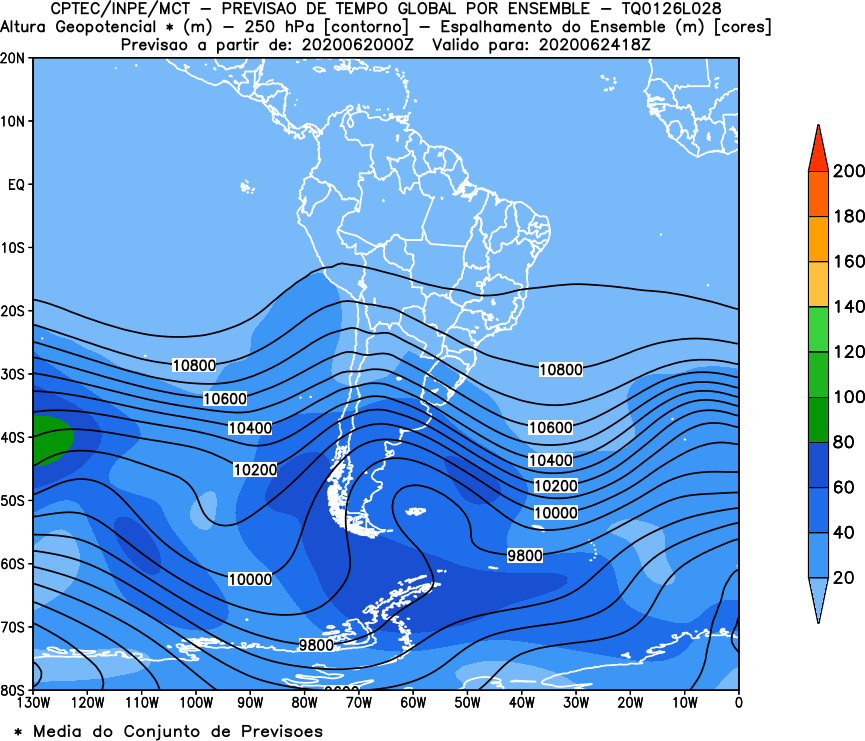 CPTEC/INPE/MCT – PREVISAO DE TEMPO GLOBAL POR ENSEMBLE – TQ0126L028
Altura Geopotencial * (m) – 250 hPa [contorno] – Espalhamento do Ensemble (m) [cores]
Previsao a partir de: 2020062000Z Valido para: 2020062418Z
20N
10N
EQ
10S
20S
30S
40S
50S
60S
70S
80S
10800
10800
10600
10600
10400
10400
10200
10200
10000
10000
9800
9800
200
180
160
140
120
100
80
60
40
20
130W 120W 110W 100W 90W 80W 70W 60W 50W 40W 30W 20W 10W 0
* Media do Conjunto de Previsoes